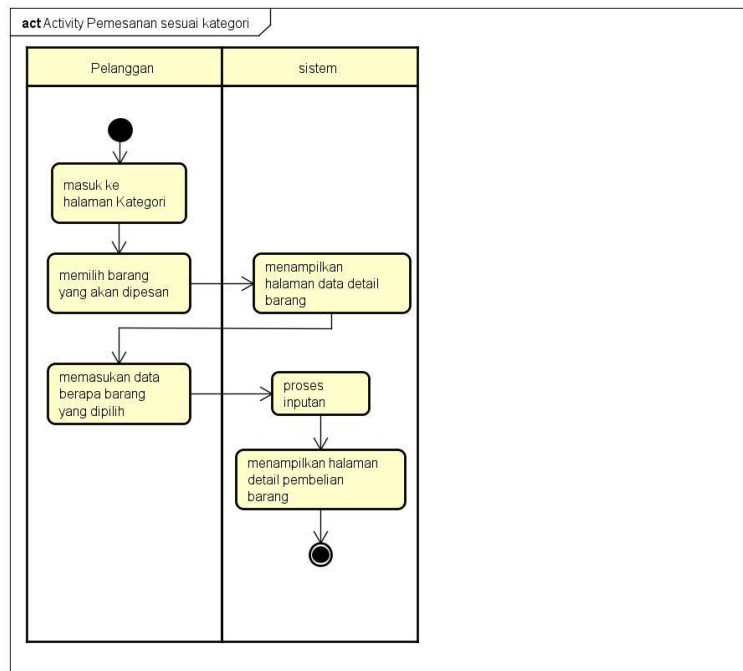 act Activity Pemesanan sesuai kategori
Pelanggan
sistem
masuk ke
halaman Kategori
memilih barang
yang akan dipesan
menampilkan
halaman data detail
barang
memasukan data
berapa barang
yang dipilih
proses
inputan
menampilkan halaman
detail pembelian
barang